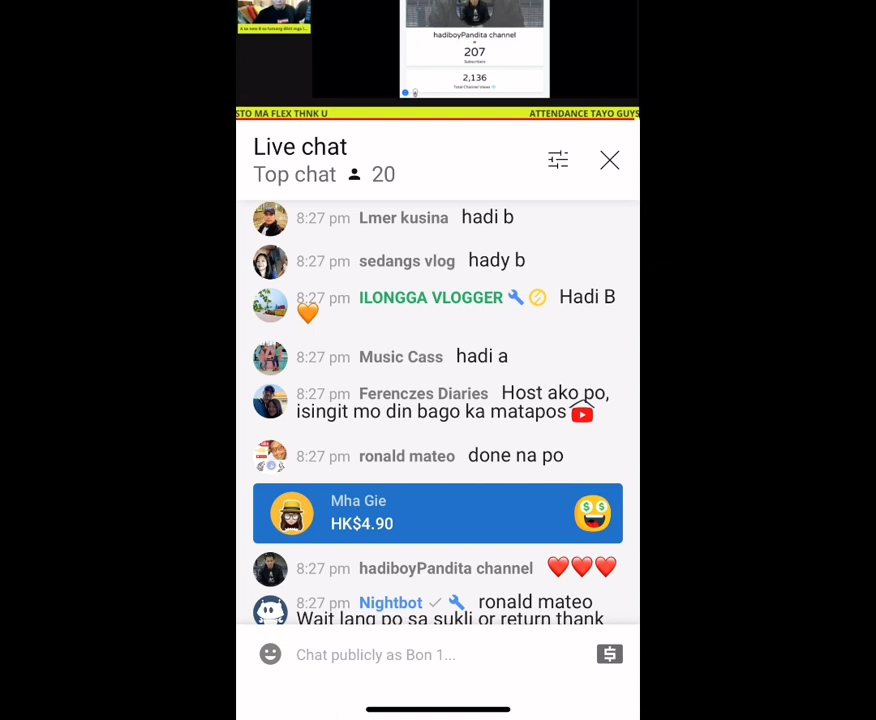 hadiboyPandita channel
207
Subscribers
2,136
Total Channel Views
STO MA FLEX THNK U
ATTENDANCE TAYO GUYS
Live chat
Top chat 20
8:27 pm Lmer kusina hadi b
8:27 pm sedangs vlog hady b
8:27 pm ILONGGA VLOGGER Hadi B
8:27 pm Music Cass hadi a
8:27 pm Ferenczes Diaries Host ako po,
isingit mo din bago ka matapos
8:27 pm ronald mateo done na po
Mha Gie
HK$4.90
8:27 pm hadiboyPandita channel
8:27 pm Nightbot ronald mateo
Wait lang po sa sukli or return thank
Chat publicly as Bon 1...